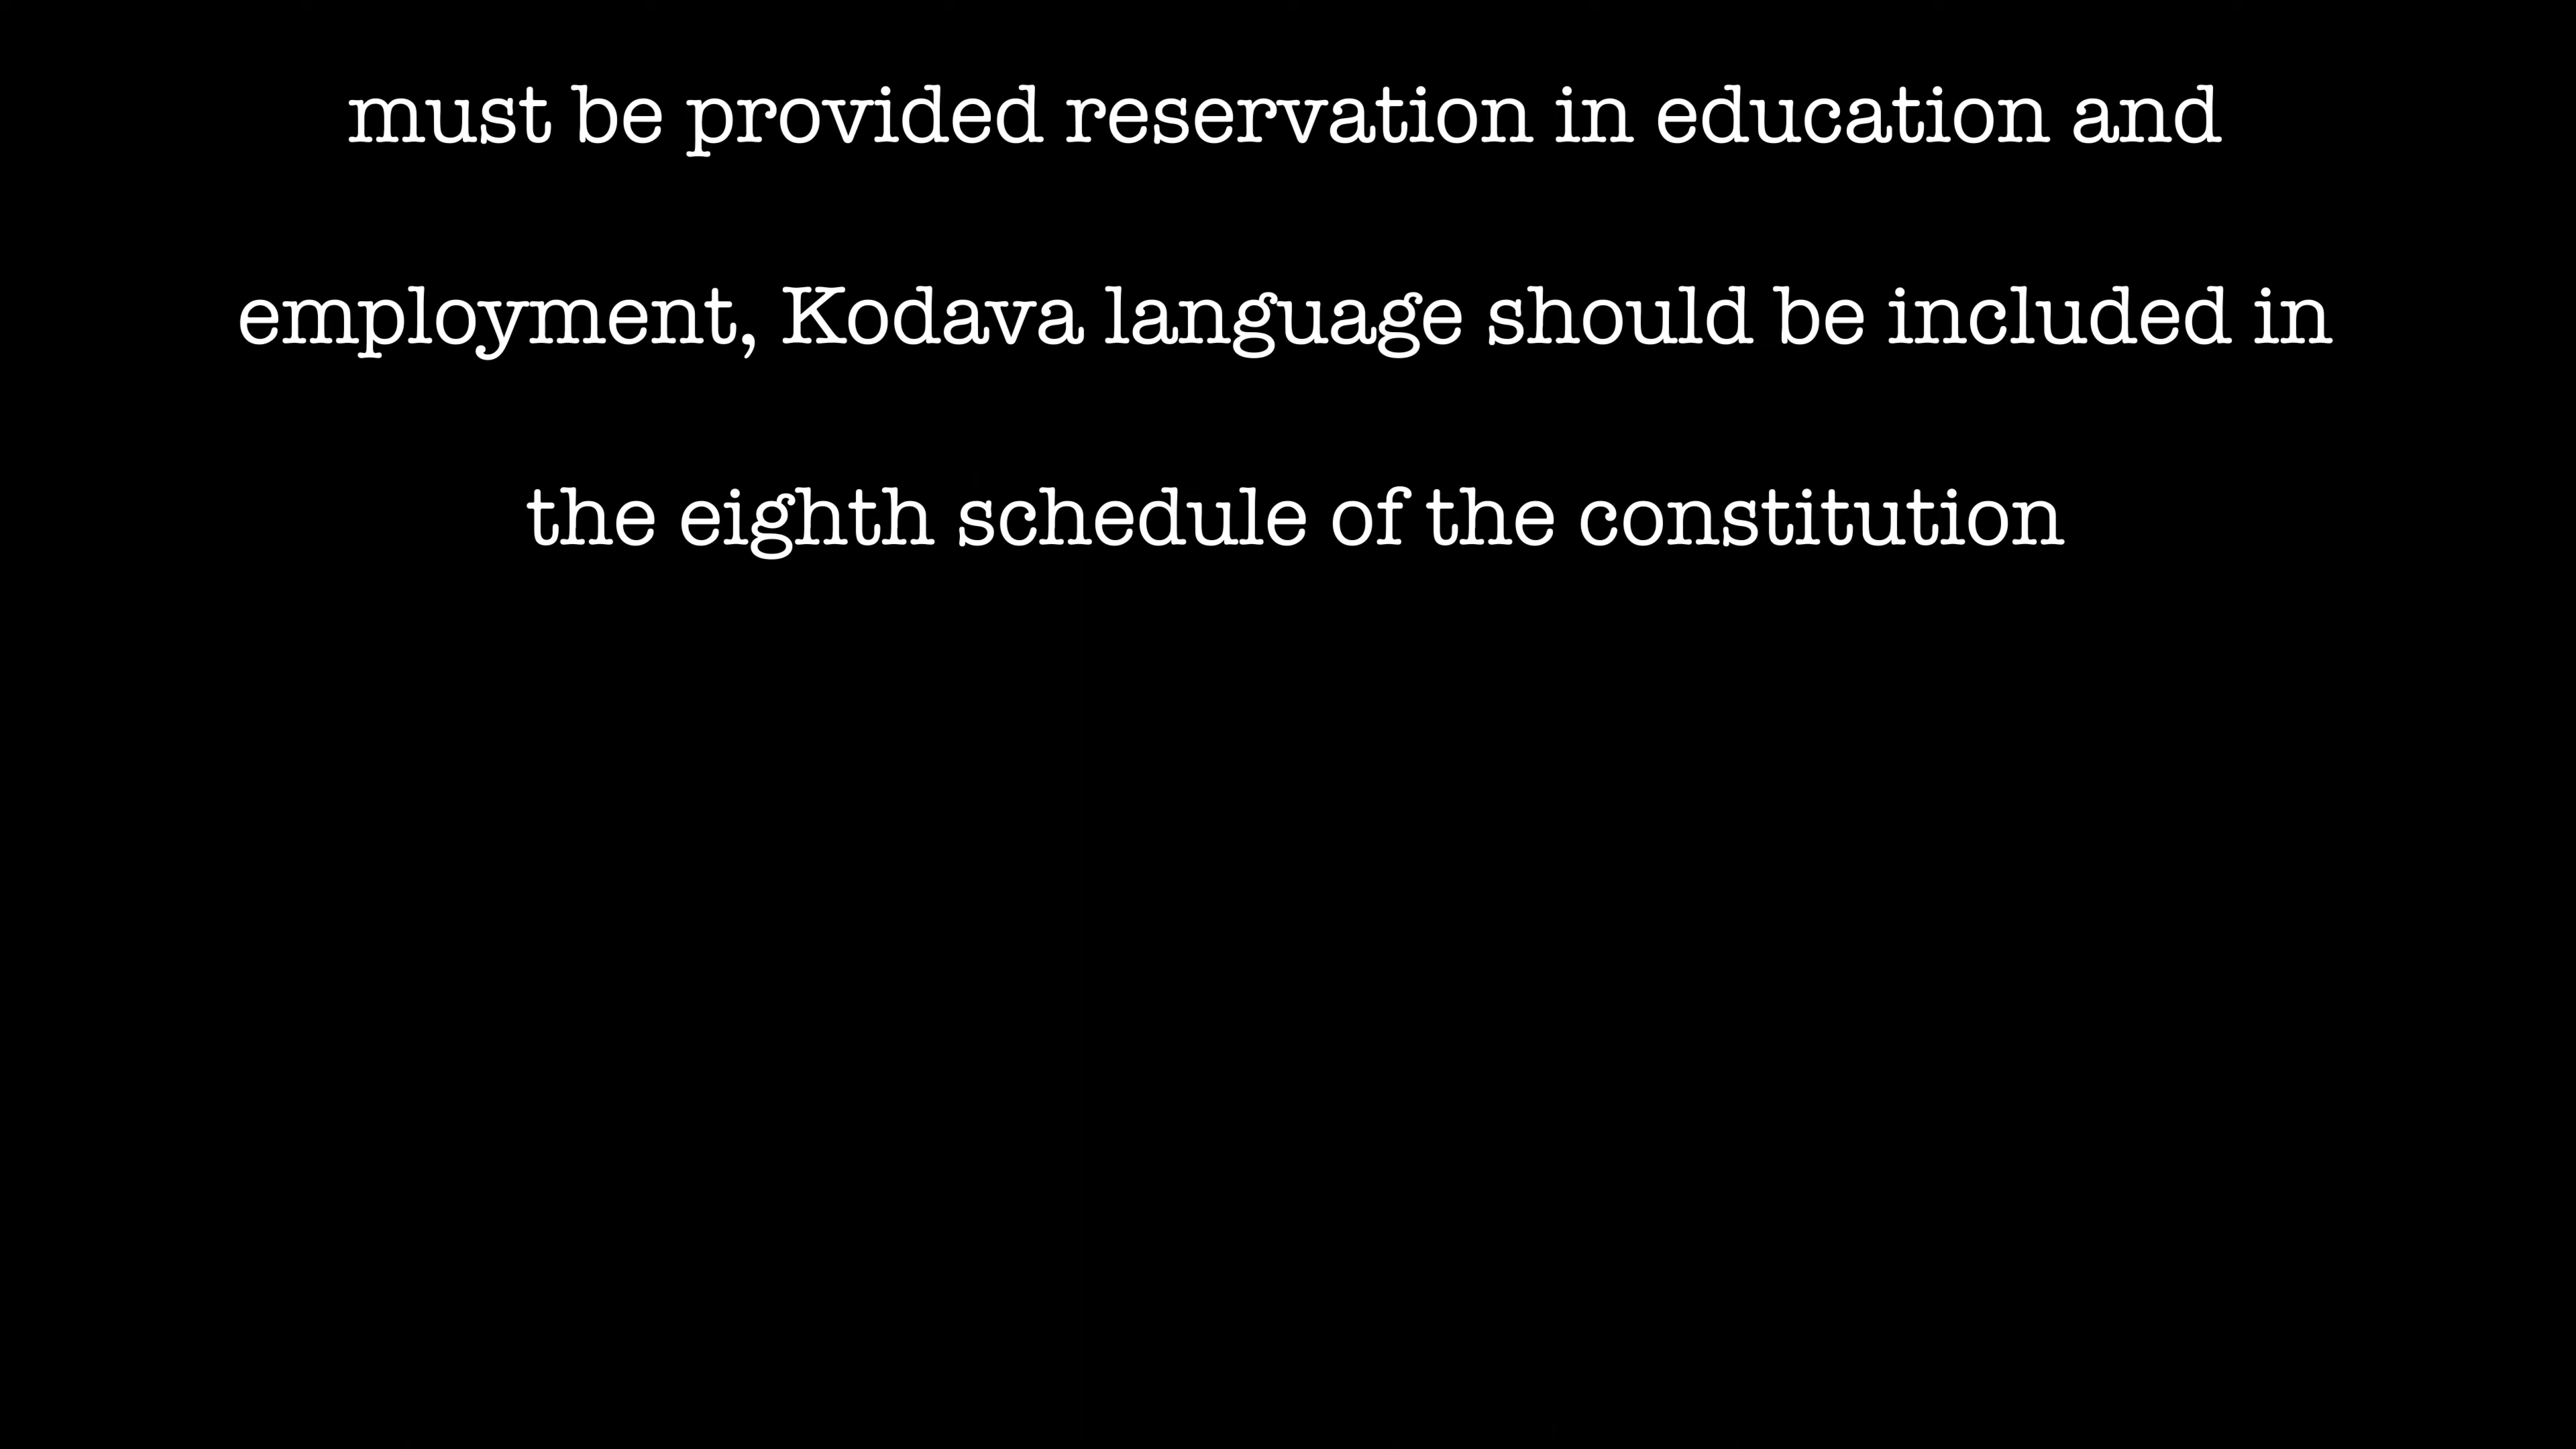 must be provided reservation in education and
employment, Kodava language should be included in
the eighth schedule of the constitution